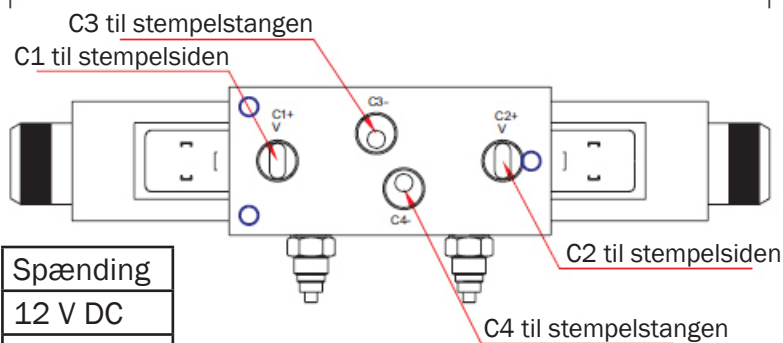 C3 til stempelstangen
C1 til stempelsiden
C3-
C1+
V
C2+
V
C4-
C2 til stempelsiden
Spænding
12 V DC
C4 til stempelstangen